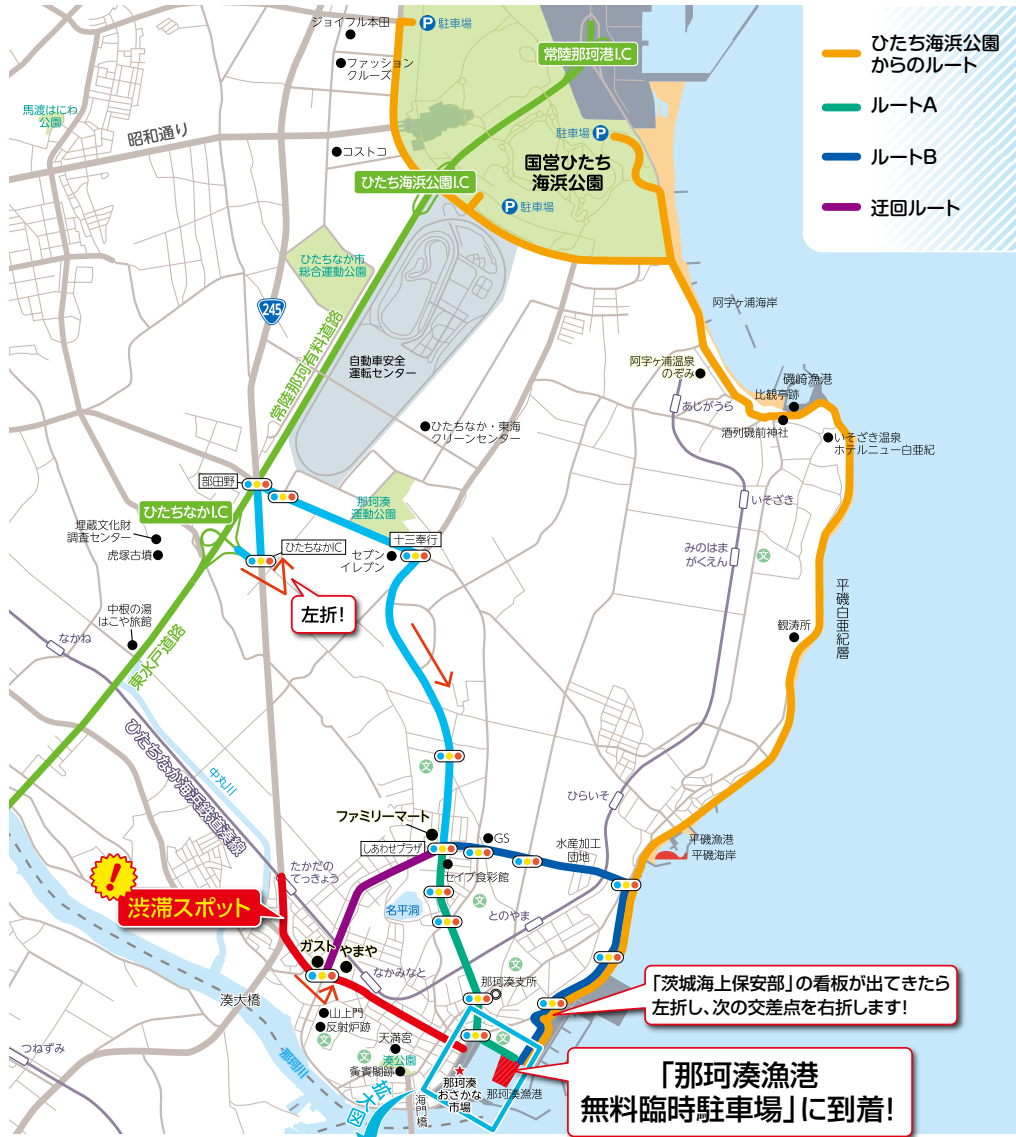 ジョイフル本田
P 駐車場
ファッション
クルーズ
常陸那珂港I.C
馬渡はにわ
公園
昭和通り
コストコ
駐車場 P
国営ひたち
海浜公園
ひたち海浜公園I.C
P 駐車場
ひたち海浜公園
からのルート
ルートA
ルートB
迂回ルート
ひたちなか市
総合運動公園
245
常陸那珂有料道路
自動車安全
運転センター
阿字ヶ浦海岸
阿字ヶ浦温泉
のぞみ
磯崎漁港
比観亭跡
あじがうら
酒列磯前神社
いそざき温泉
ホテルニュー白亜紀
ひたちなか・東海
クリーンセンター
部田野
ひたちなかI.C
那珂湊
運動公園
いそざき
埋蔵文化財
調査センター
虎塚古墳
ひたちなかIC
セブン
イレブン
十三奉行
みのはま
がくえん
文
左折!
中根の湯
はこや旅館
なかね
東水戸道路
観涛所
平磯白亜紀層
ひたちなか海浜鉄道湊線
中丸川
文
ひらいそ
ファミリーマート
しあわせプラザ
GS
水産加工
団地
平磯漁港
平磯海岸
セイブ食彩館
たかだの
てっきょう
!
渋滞スポット
名平洞
文
とのやま
ガスト
やまや
なかみなと
文
那珂湊支所
湊大橋
山上門
反射炉跡
「茨城海上保安部」の看板が出てきたら
左折し、次の交差点を右折します!
つねずみ
那珂川
文
文
天満宮
湊公園
夤賓閣跡
文
拡大図
海門橋
那珂湊
おさかな
市場
那珂湊漁港
「那珂湊漁港
無料臨時駐車場」に到着!